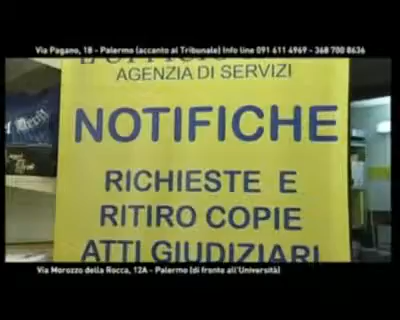 Via Pagano, 18 - Palermo (accanto al Tribunale) Info line 091 611 4969 - 368 700 8636
AGENZIA DI SERVIZI
NOTIFICHE
RICHIESTE E
RITIRO COPIE
ATTI GIUDIZIARI
Via Morozzo della Rocca, 12A - Palermo (di fronte all'Università)